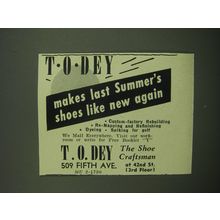 T·O·DEY
makes last Summer's
shoes like new again
• Custom-factory Rebuilding
• Re-Napping and Refinishing
• Dyeing • Spiking for golf
We Mail Everywhere. Visit our work-
room or write for Free Booklet "Y"
T.O.DEY The Shoe
Craftsman
509 FIFTH AVE. at 42nd St.
(3rd Floor)